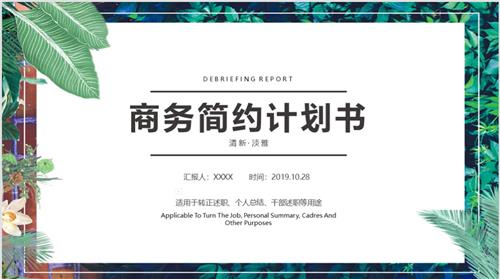 DEBRIEFING REPORT
商务简约计划书
清新·淡雅
汇报人：XXXX 时间：2019.10.28
适用于转正述职、个人总结、干部述职等用途
Applicable To Turn The Job, Personal Summary, Cadres And
Other Purposes